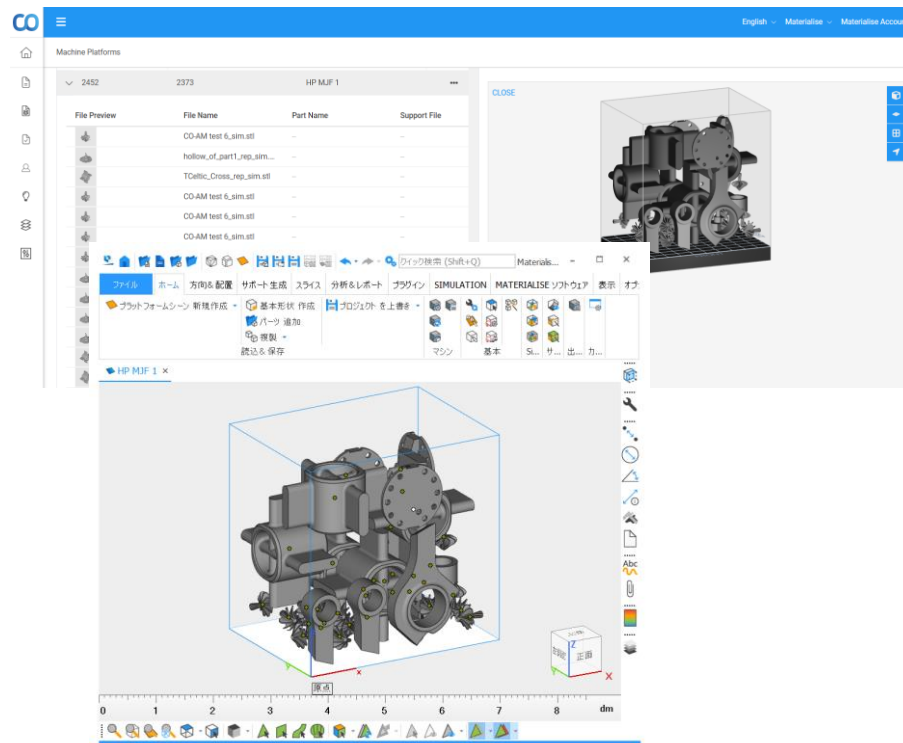 CO
English
Materialise
Materialise Accou
Machine Platforms
2452 2373 HP MJF 1
CLOSE
File Preview File Name Part Name Support File
CO-AM test 6_sim.stl -- --
hollow_of_part1_rep_sim... -- --
TCeltic_Cross_rep_sim.stl -- --
CO-AM test 6_sim.stl -- --
CO-AM test 6_sim.stl -- --
CO-AM test 6_sim.stl -- --
クイック検索 (Shift+Q) Materialis...
ファイル ホーム 方向& 配置 サポート生成 スライス 分析&レポート プラグイン SIMULATION MATERIALISE ソフトウェア 表示 オプ
プラットフォームシーン 新規作成
基本形状 作成
プロジェクト を上書き
パーツ 追加
複製
読込& 保存 マシン 基本 Si... サ... 出... カ...
HP MJF 1
Abc
Z
正面
Y X
Y x
原点
0 1 2 3 4 5 6 7 8 dm